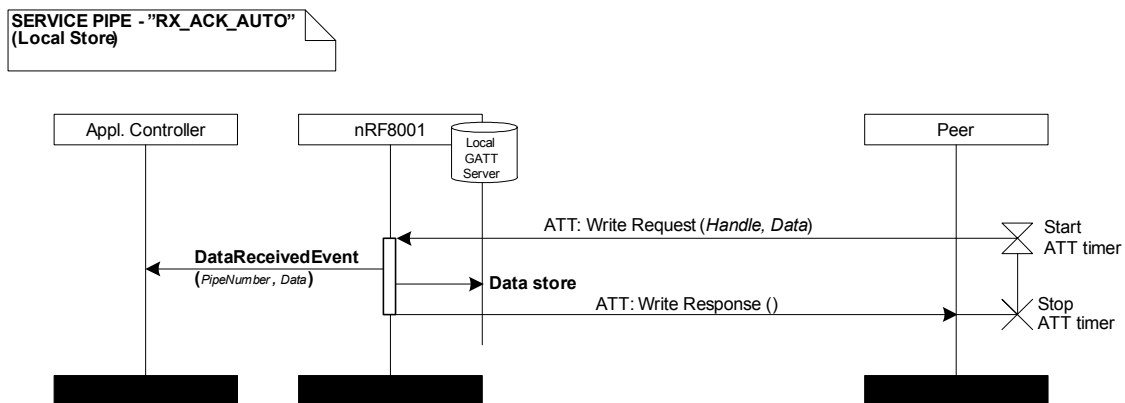 SERVICE PIPE - ”RX_ACK_AUTO”
(Local Store)
Appl. Controller
nRF8001
Local
GATT
Server
Peer
ATT: Write Request (Handle, Data)
Start
ATT timer
DataReceivedEvent
(PipeNumber, Data)
Data store
ATT: Write Response ()
Stop
ATT timer